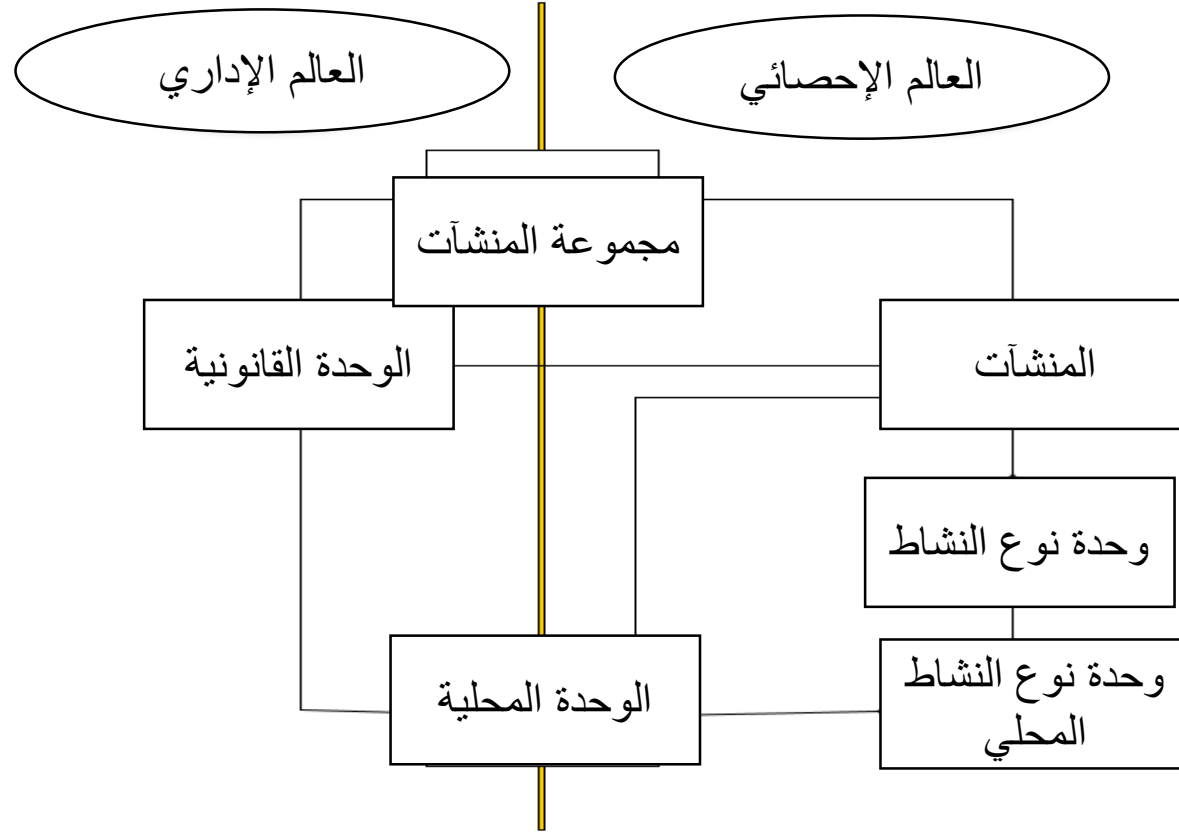 العالم الإحصائي
العالم الإداري
مجموعة المنشآت
المنشآت
الوحدة القانونية
وحدة نوع النشاط
وحدة نوع النشاط
المحلي
الوحدة المحلية